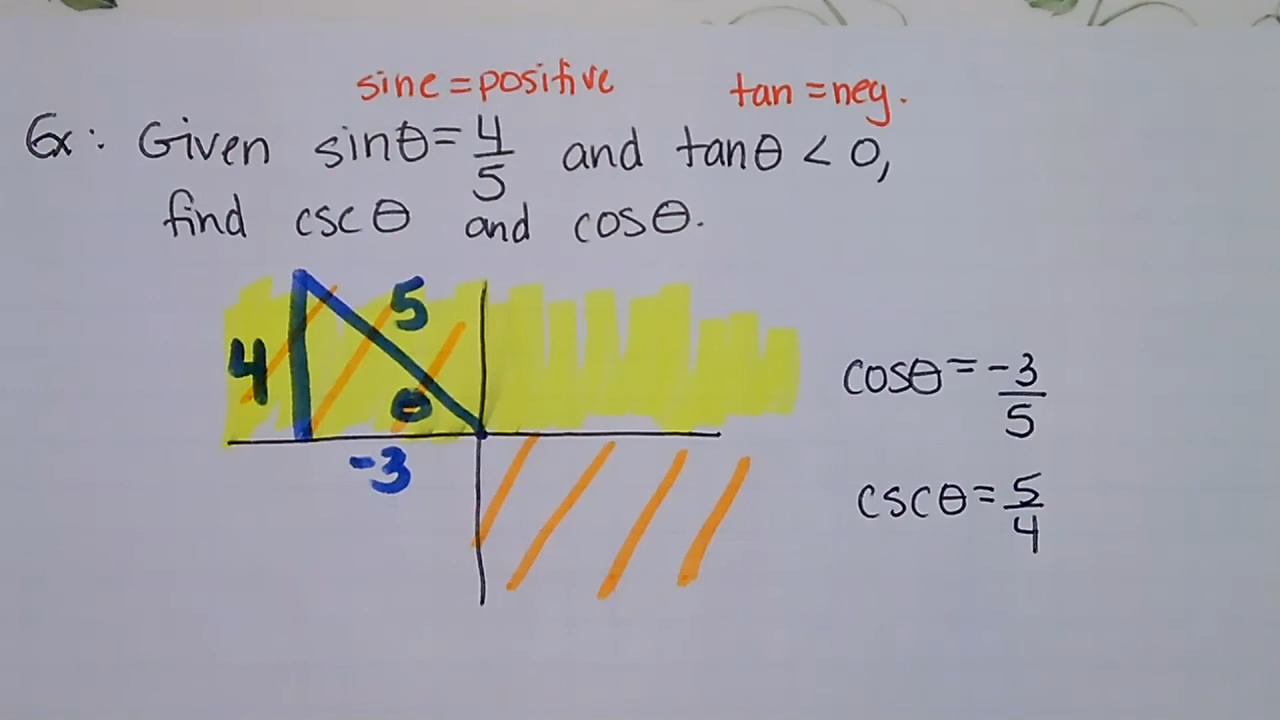 sine = positive tan = neg.
Ex: Given sinθ = 4/5 and tanθ < 0,
find cscθ and cosθ.
5
4
θ
-3
cosθ = -3/5
cscθ = 5/4